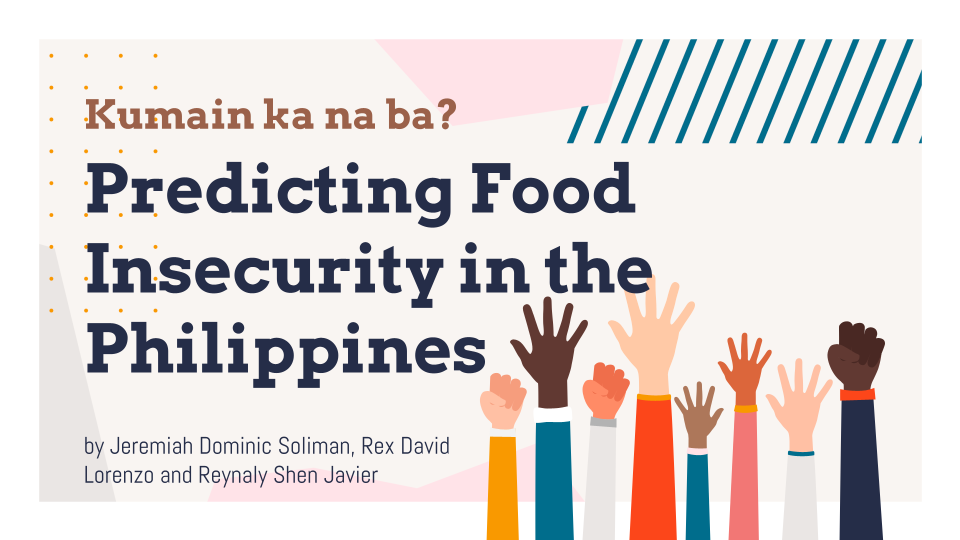 Kumain ka na ba?
Predicting Food
Insecurity in the
Philippines
by Jeremiah Dominic Soliman, Rex David
Lorenzo and Reynaly Shen Javier